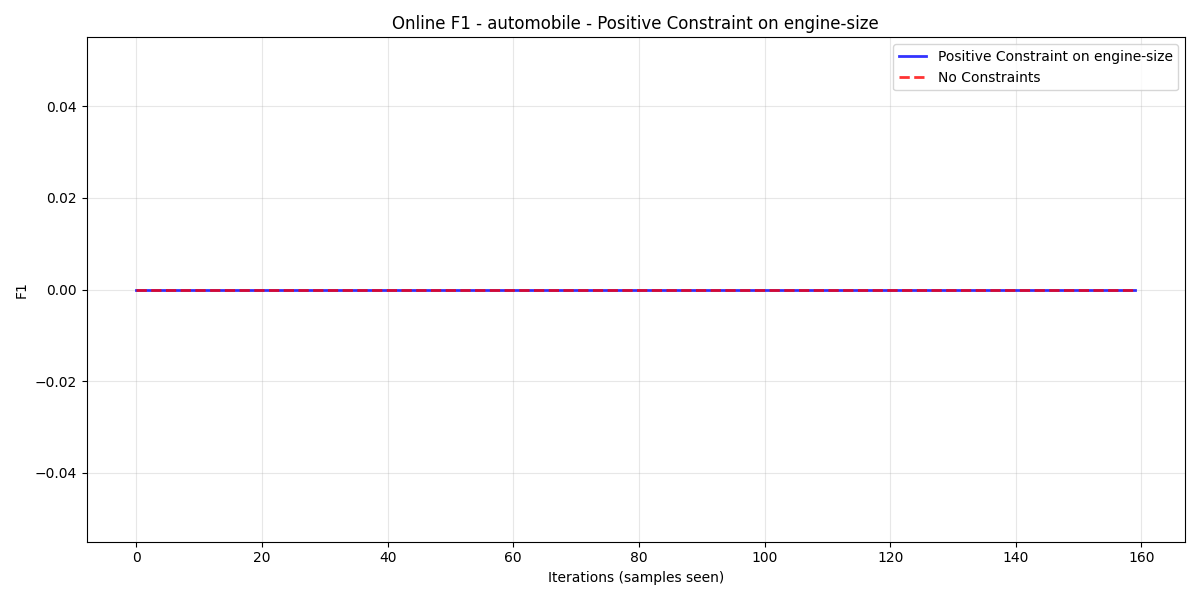 Online F1 - automobile - Positive Constraint on engine-size
Positive Constraint on engine-size
No Constraints
F1
0.04
0.02
0.00
−0.02
−0.04
0 20 40 60 80 100 120 140 160
Iterations (samples seen)